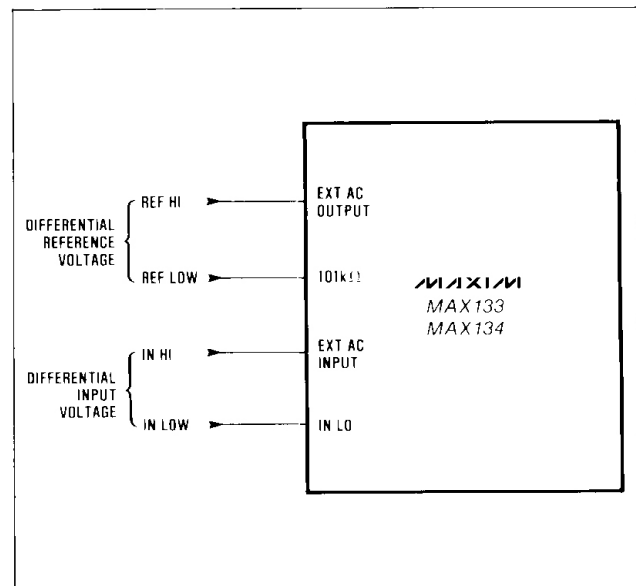 REF HI
EXT AC
OUTPUT
DIFFERENTIAL
REFERENCE
VOLTAGE
REF LOW
101kΩ
MAXIM
MAX133
MAX134
IN HI
EXT AC
INPUT
DIFFERENTIAL
INPUT
VOLTAGE
IN LOW
IN LO